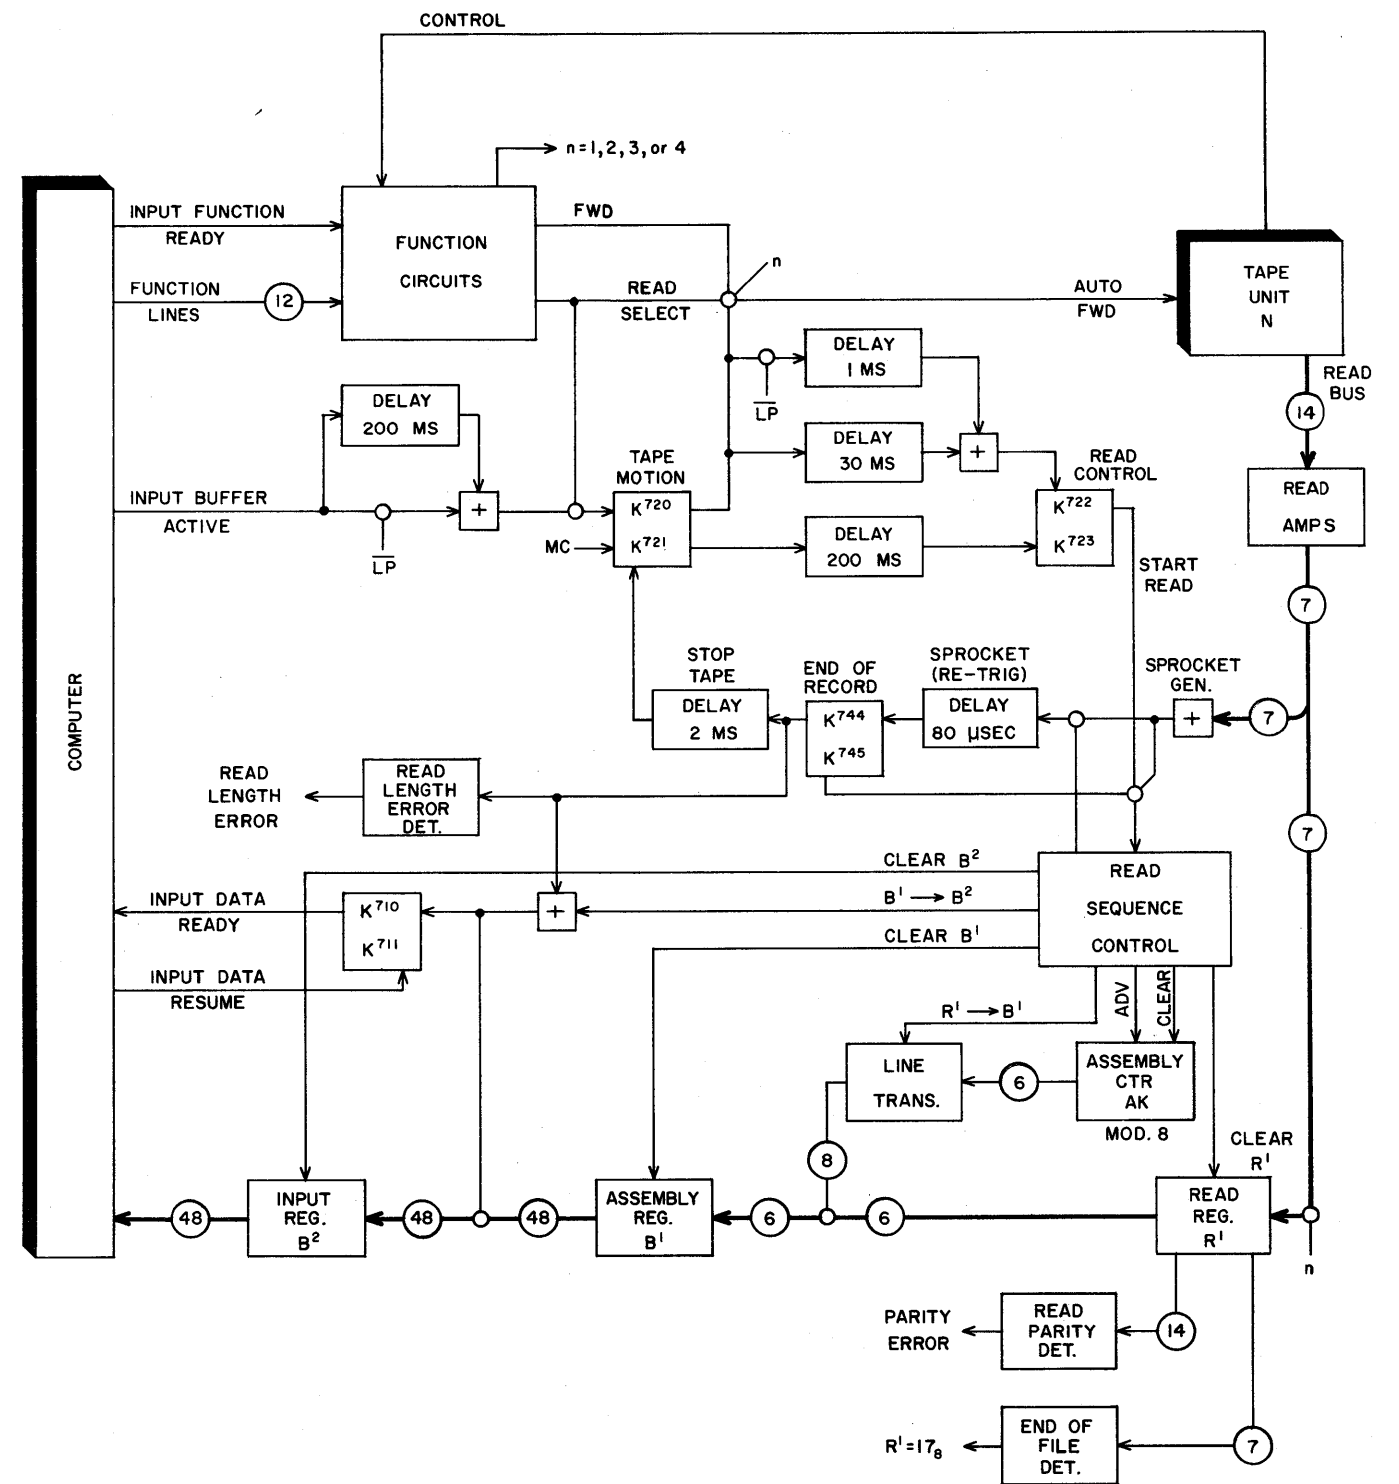 CONTROL
n=1,2,3, or 4
INPUT FUNCTION
READY
FUNCTION
CIRCUITS
FWD
n
TAPE
UNIT
N
FUNCTION
LINES
12
READ
SELECT
AUTO
FWD
DELAY
1 MS
READ
BUS
14
LP
DELAY
200 MS
DELAY
30 MS
+
TAPE
MOTION
READ
CONTROL
READ
AMPS
INPUT BUFFER
ACTIVE
+
LP
K720
K721
MC
DELAY
200 MS
K722
K723
START
READ
7
STOP
TAPE
DELAY
2 MS
END OF
RECORD
K744
K745
SPROCKET
(RE-TRIG)
DELAY
80 µSEC
SPROCKET
GEN.
+
7
COMPUTER
READ
LENGTH
ERROR
READ
LENGTH
ERROR
DET.
7
CLEAR B2
READ
SEQUENCE
CONTROL
INPUT DATA
READY
K710
K711
+
B1 → B2
CLEAR B1
INPUT DATA
RESUME
R1 → B1
ADV
CLEAR
LINE
TRANS.
6
ASSEMBLY
CTR
AK
MOD. 8
CLEAR
R1
8
48
INPUT
REG.
B2
48
48
ASSEMBLY
REG.
B1
6
6
READ
REG.
R1
n
PARITY
ERROR
READ
PARITY
DET.
14
R1=178
END OF
FILE
DET.
7